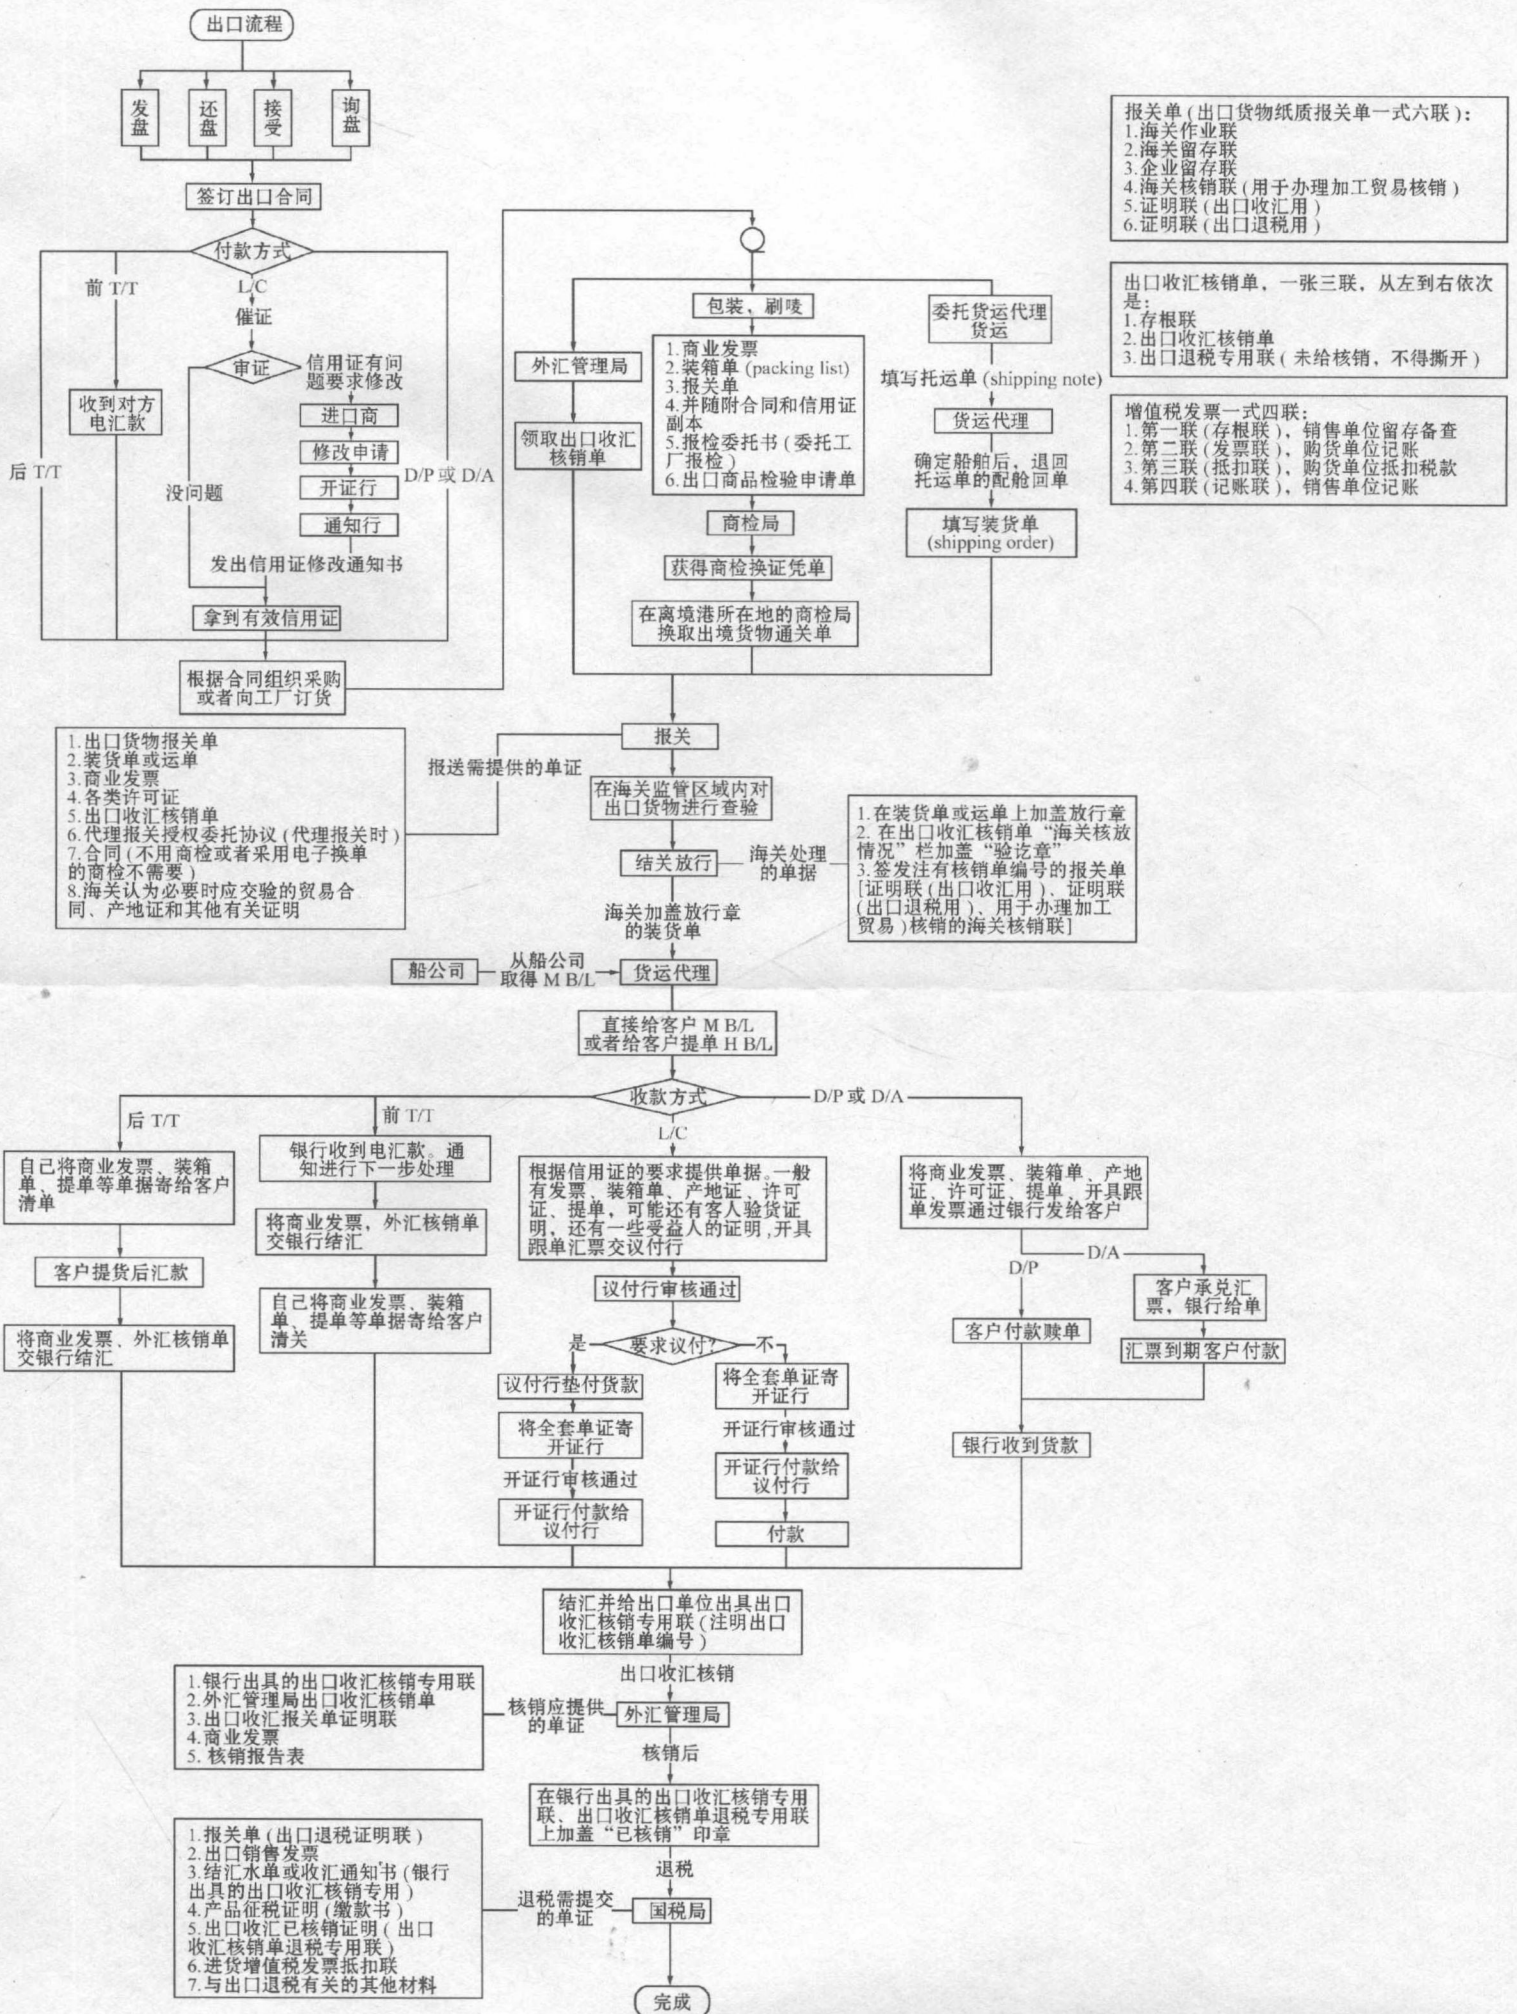 出口流程
发盘
还盘
接受
询盘
签订出口合同
付款方式
前 T/T
L/C
催证
审证
信用证有问
题要求修改
进口商
修改申请
开证行
通知行
收到对方
电汇款
后 T/T
没问题
D/P 或 D/A
发出信用证修改通知书
拿到有效信用证
根据合同组织采购
或者向工厂订货
外汇管理局
领取出口收汇
核销单
包装、刷唛
1.商业发票
2.装箱单 (packing list)
3.报关单
4.并随附合同和信用证
副本
5.报检委托书 (委托工
厂报检)
6.出口商品检验申请单
商检局
获得商检换证凭单
在离境港所在地的商检局
换取出境货物通关单
委托货运代理
货运
填写托运单 (shipping note)
货运代理
确定船舶后，退回
托运单的配舱回单
填写装货单
(shipping order)
报关单 (出口货物纸质报关单一式六联)：
1.海关作业联
2.海关留存联
3.企业留存联
4.海关核销联 (用于办理加工贸易核销)
5.证明联 (出口收汇用)
6.证明联 (出口退税用)
出口收汇核销单，一张三联，从左到右依次
是：
1.存根联
2.出口收汇核销单
3.出口退税专用联 (未给核销，不得撕开)
增值税发票一式四联：
1.第一联 (存根联)，销售单位留存备查
2.第二联 (发票联)，购货单位记账
3.第三联 (抵扣联)，购货单位抵扣税款
4.第四联 (记账联)，销售单位记账
报关
报送需提供的单证
1.出口货物报关单
2.装货单或运单
3.商业发票
4.各类许可证
5.出口收汇核销单
6.代理报关授权委托协议 (代理报关时)
7.合同 (不用商检或者采用电子换单
的商检不需要)
8.海关认为必要时应交验的贸易合
同、产地证和其他有关证明
在海关监管区域内对
出口货物进行查验
结关放行
海关处理
的单据
1.在装货单或运单上加盖放行章
2. 在出口收汇核销单“海关核放
情况”栏加盖“验讫章”
3.签发注有核销单编号的报关单
[证明联 (出口收汇用)、证明联
(出口退税用)、用于办理加工
贸易)核销的海关核销联]
海关加盖放行章
的装货单
船公司
从船公司
取得 M B/L
货运代理
直接给客户 M B/L
或者给客户提单 H B/L
收款方式
后 T/T
前 T/T
L/C
D/P 或 D/A
自己将商业发票、装箱
单、提单等单据寄给客户
清单
客户提货后汇款
将商业发票、外汇核销单
交银行结汇
银行收到电汇款。通
知进行下一步处理
将商业发票，外汇核销单
交银行结汇
自己将商业发票、装箱
单、提单等单据寄给客户
清关
根据信用证的要求提供单据。一般
有发票、装箱单、产地证、许可
证、提单，可能还有客人验货证
明，还有一些受益人的证明,开具
跟单汇票交议付行
议付行审核通过
要求议付?
是
不
议付行垫付货款
将全套单证寄
开证行
开证行审核通过
开证行付款给
议付行
将全套单证寄
开证行
开证行审核通过
开证行付款给
议付行
付款
将商业发票、装箱单、产地
证、许可证、提单、开具跟
单发票通过银行发给客户
D/P
D/A
客户付款赎单
客户承兑汇
票，银行给单
汇票到期客户付款
银行收到货款
结汇并给出口单位出具出口
收汇核销专用联 (注明出口
收汇核销单编号)
出口收汇核销
外汇管理局
核销应提供
的单证
1.银行出具的出口收汇核销专用联
2.外汇管理局出口收汇核销单
3.出口收汇报关单证明联
4.商业发票
5. 核销报告表
核销后
在银行出具的出口收汇核销专用
联、出口收汇核销单退税专用联
上加盖“已核销”印章
退税
国税局
退税需提交
的单证
1.报关单 (出口退税证明联)
2.出口销售发票
3.结汇水单或收汇通知书 (银行
出具的出口收汇核销专用)
4.产品征税证明 (缴款书)
5.出口收汇已核销证明 ( 出口
收汇核销单退税专用联)
6.进货增值税发票抵扣联
7.与出口退税有关的其他材料
完成